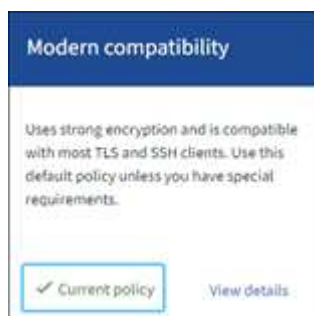 Modern compatibility
Uses strong encryption and is compatible
with most TLS and SSH clients. Use this
default policy unless you have special
requirements.
✓ Current policy
View details